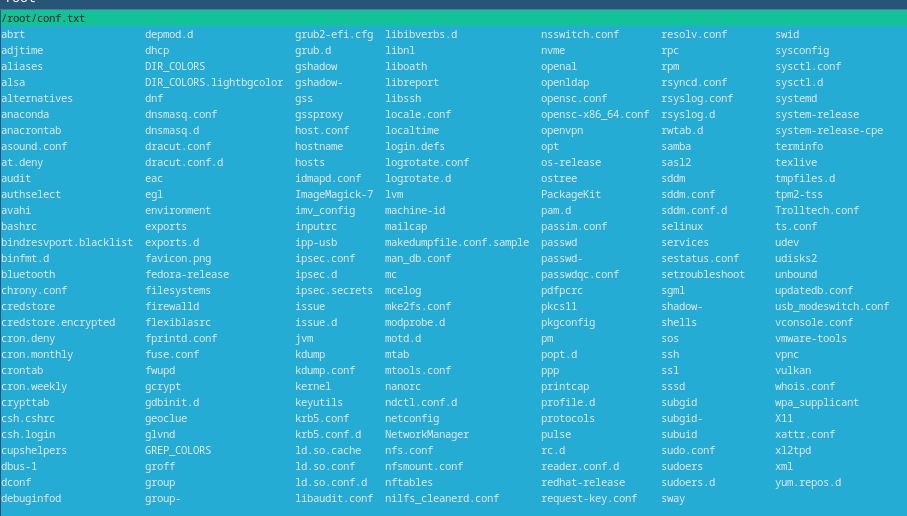 /root/conf.txt
abrt depmod.d grub2-efi.cfg libibverbs.d nsswitch.conf resolv.conf swid
adjtime dhcp grub.d libnl nvme rpc sysconfig
aliases DIR_COLORS gshadow liboath openal rpm sysctl.conf
alsa DIR_COLORS.lightbgcolor gshadow- libreport openldap rsyncd.conf sysctl.d
alternatives dnf gss libssh opensc.conf rsyslog.conf systemd
anaconda dnsmasq.conf gssproxy locale.conf opensc-x86_64.conf rsyslog.d system-release
anacrontab dnsmasq.d host.conf localtime openvpn rwtab.d system-release-cpe
asound.conf dracut.conf hostname login.defs opt samba terminfo
at.deny dracut.conf.d hosts logrotate.conf os-release sasl2 texlive
audit eac idmapd.conf logrotate.d ostree sddm tmpfiles.d
authselect egl ImageMagick-7 lvm PackageKit sddm.conf tpm2-tss
avahi environment imv_config machine-id pam.d sddm.conf.d Trolltech.conf
bashrc exports inputrc mailcap passim.conf selinux ts.conf
bindresvport.blacklist exports.d ipp-usb makedumpfile.conf.sample passwd services udev
binfmt.d favicon.png ipsec.conf man_db.conf passwd- sestatus.conf udisks2
bluetooth fedora-release ipsec.d mc passwdqc.conf setroubleshoot unbound
chrony.conf filesystems ipsec.secrets mcelog pdfpcrc sgml updatedb.conf
credstore firewalld issue mke2fs.conf pkcs11 shadow- usb_modeswitch.conf
credstore.encrypted flexiblasrc issue.d modprobe.d pkgconfig shells vconsole.conf
cron.deny fprintd.conf jvm motd.d pm sos vmware-tools
cron.monthly fuse.conf kdump mtab popt.d ssh vpnc
crontab fwupd kdump.conf mtools.conf ppp ssl vulkan
cron.weekly gcrypt kernel nanorc printcap sssd whois.conf
crypttab gdbinit.d keyutils ndctl.conf.d profile.d subgid wpa_supplicant
csh.cshrc geoclue krb5.conf netconfig protocols subgid- X11
csh.login glvnd krb5.conf.d NetworkManager pulse subuid xattr.conf
cupshelpers GREP_COLORS ld.so.cache nfs.conf rc.d sudo.conf xl2tpd
dbus-1 groff ld.so.conf nfsmount.conf reader.conf.d sudoers xml
dconf group ld.so.conf.d nftables redhat-release sudoers.d yum.repos.d
debuginfod group- libaudit.conf nilfs_cleanerd.conf request-key.conf sway